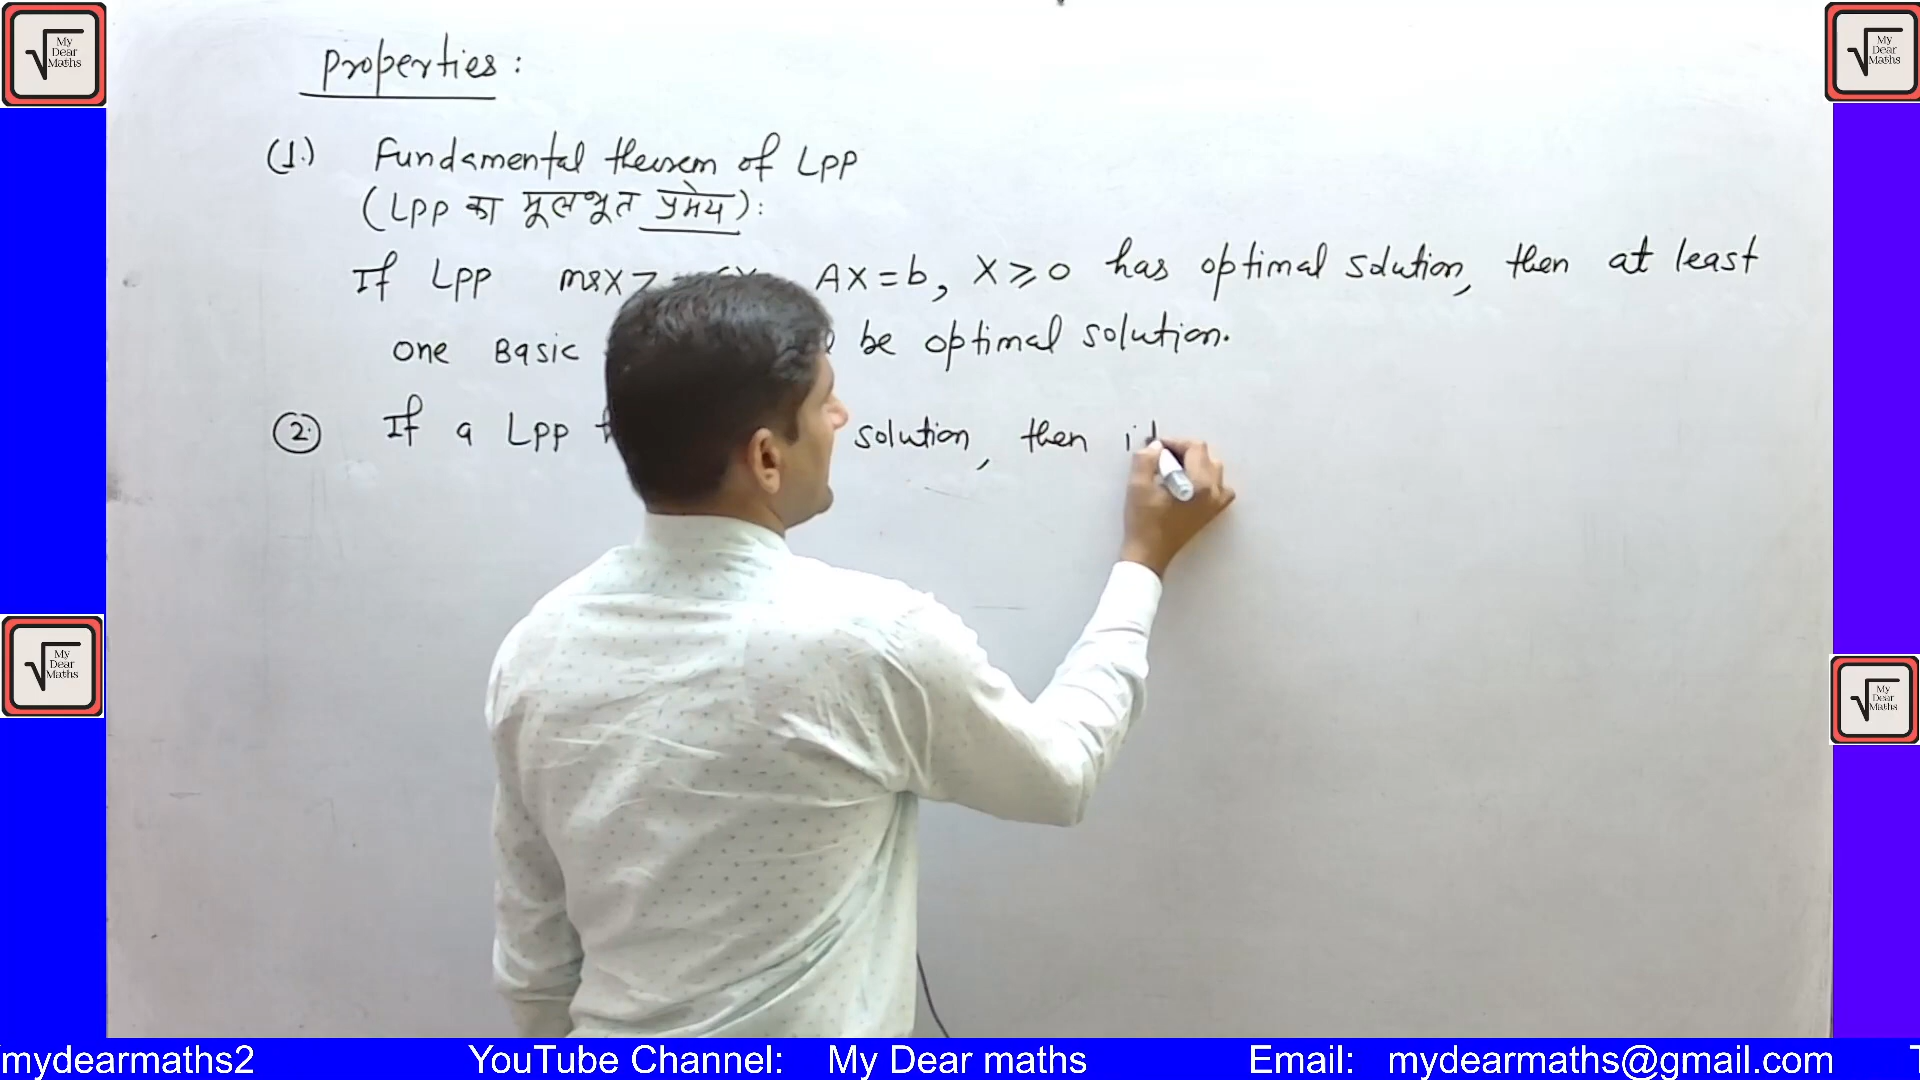 My
Dear
Maths
My
Dear
Maths
Properties :
(1.) Fundamental theorem of LPP
(LPP का मूलभूत प्रमेय) :
If LPP max Z AX = b, X ≥ 0 has optimal solution, then at least
one Basic be optimal solution.
2. If a LPP solution, then it
My
Dear
Maths
My
Dear
Maths
mydearmaths2 YouTube Channel: My Dear maths Email: mydearmaths@gmail.com